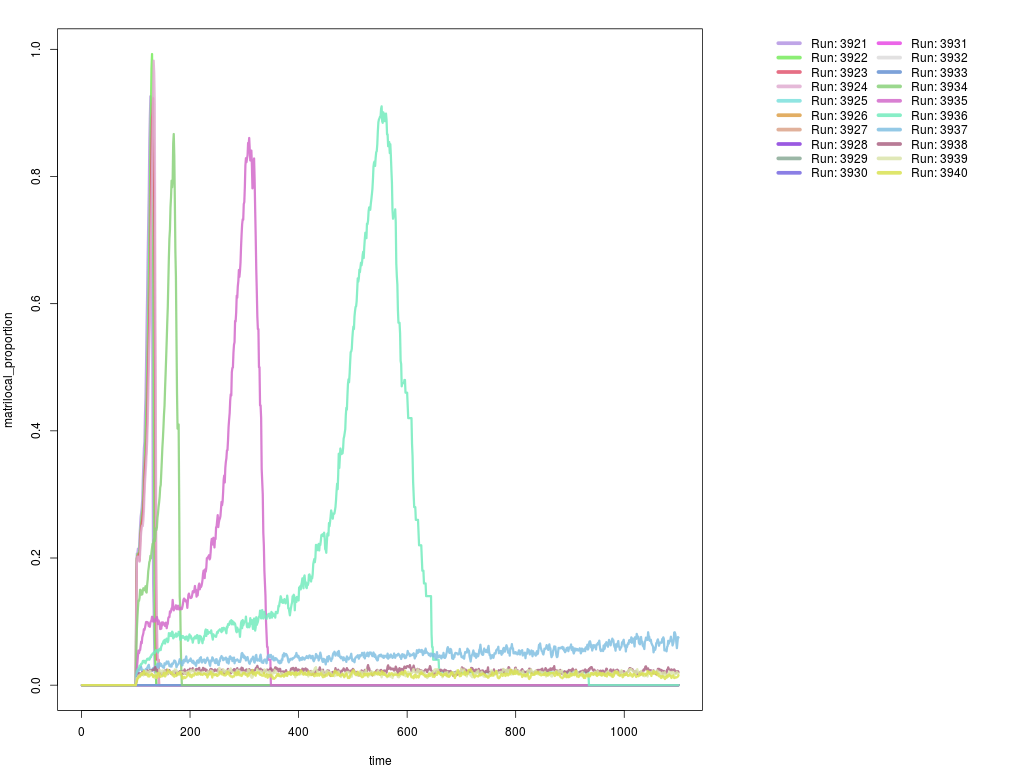 1.0
0.8
0.6
0.4
0.2
0.0
matrilocal_proportion
0 200 400 600 800 1000
time
Run: 3921 Run: 3931
Run: 3922 Run: 3932
Run: 3923 Run: 3933
Run: 3924 Run: 3934
Run: 3925 Run: 3935
Run: 3926 Run: 3936
Run: 3927 Run: 3937
Run: 3928 Run: 3938
Run: 3929 Run: 3939
Run: 3930 Run: 3940